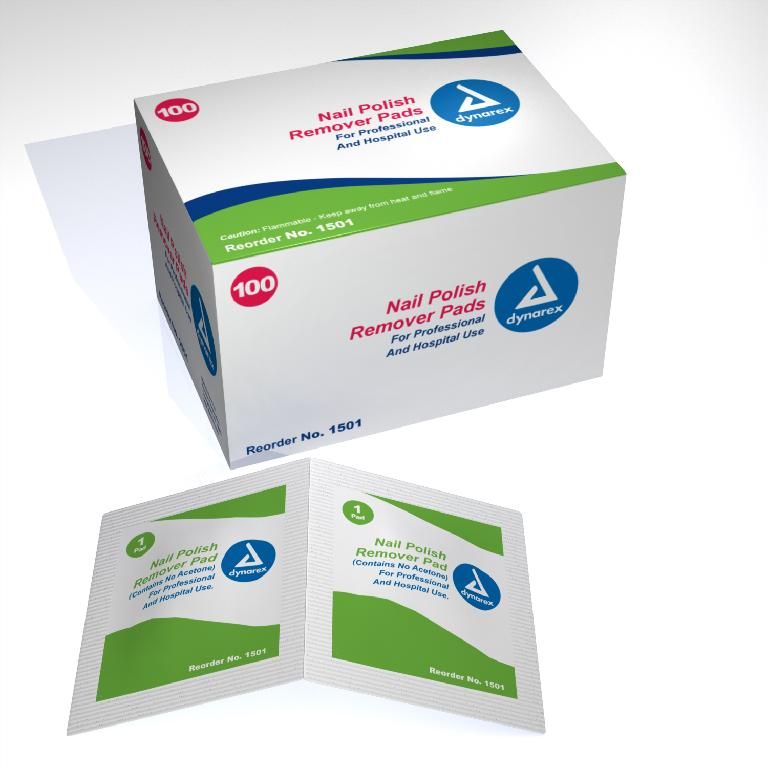 100
Nail Polish
Remover Pads
For Professional
And Hospital Use
dynarex
Caution: Flammable - Keep away from heat and flame
Reorder No. 1501
100
Nail Polish
Remover Pads
For Professional
And Hospital Use
dynarex
Reorder No. 1501
1
Pad
Nail Polish
Remover Pad
(Contains No Acetone)
For Professional
And Hospital Use.
dynarex
Reorder No. 1501
1
Pad
Nail Polish
Remover Pad
(Contains No Acetone)
For Professional
And Hospital Use.
dynarex
Reorder No. 1501